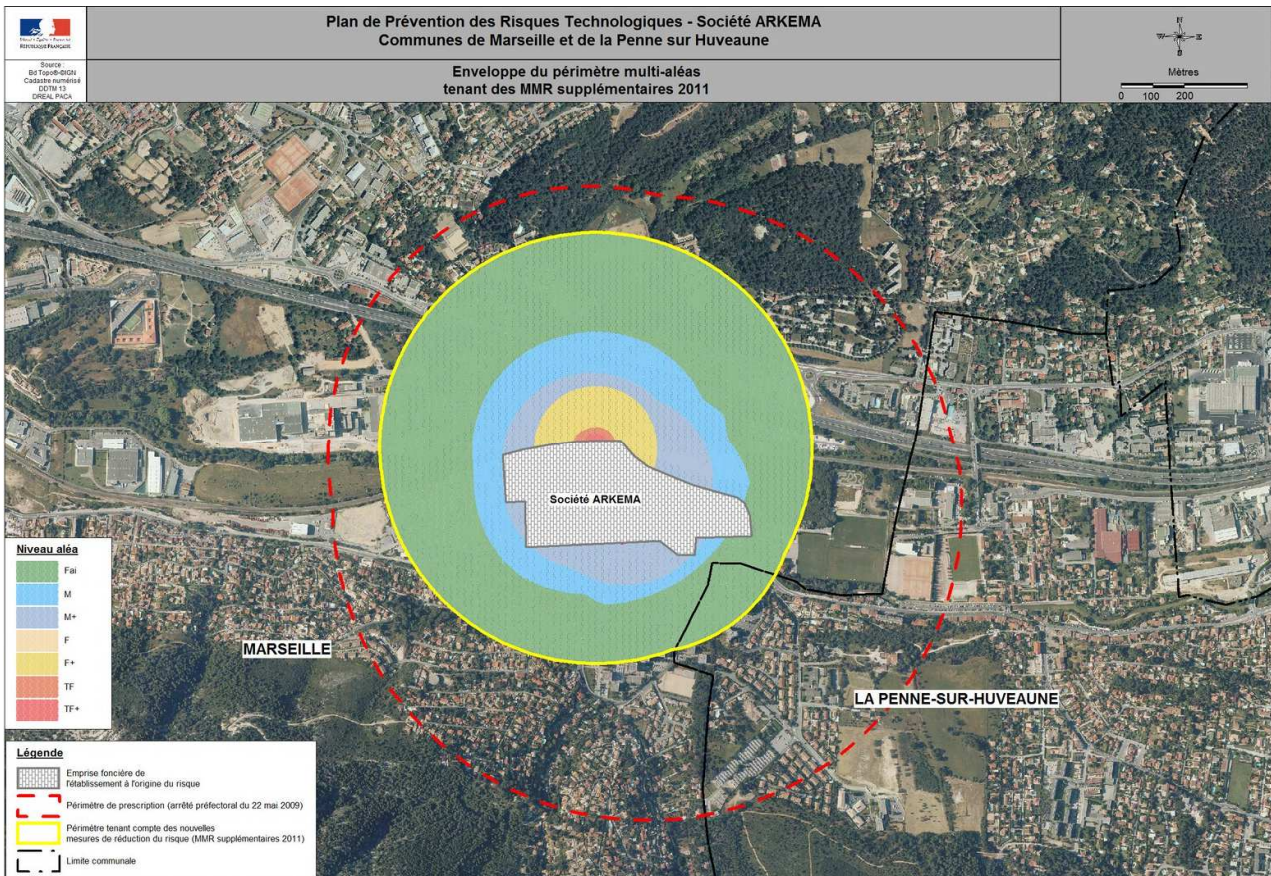 Liberté • Égalité • Fraternité
RÉPUBLIQUE FRANÇAISE
Source :
Bd Topo®-©IGN
Cadastre numérisé
DDTM 13
DREAL PACA
Plan de Prévention des Risques Technologiques - Société ARKEMA
Communes de Marseille et de la Penne sur Huveaune
Enveloppe du périmètre multi-aléas
tenant des MMR supplémentaires 2011
N
W E
S
Mètres
0 100 200
Société ARKEMA
MARSEILLE
LA PENNE-SUR-HUVEAUNE
Niveau aléa
Fai
M
M+
F
F+
TF
TF+
Légende
Emprise foncière de
l'établissement à l'origine du risque
Périmètre de prescription (arrêté préfectoral du 22 mai 2009)
Périmètre tenant compte des nouvelles
mesures de réduction du risque (MMR supplémentaires 2011)
Limite communale